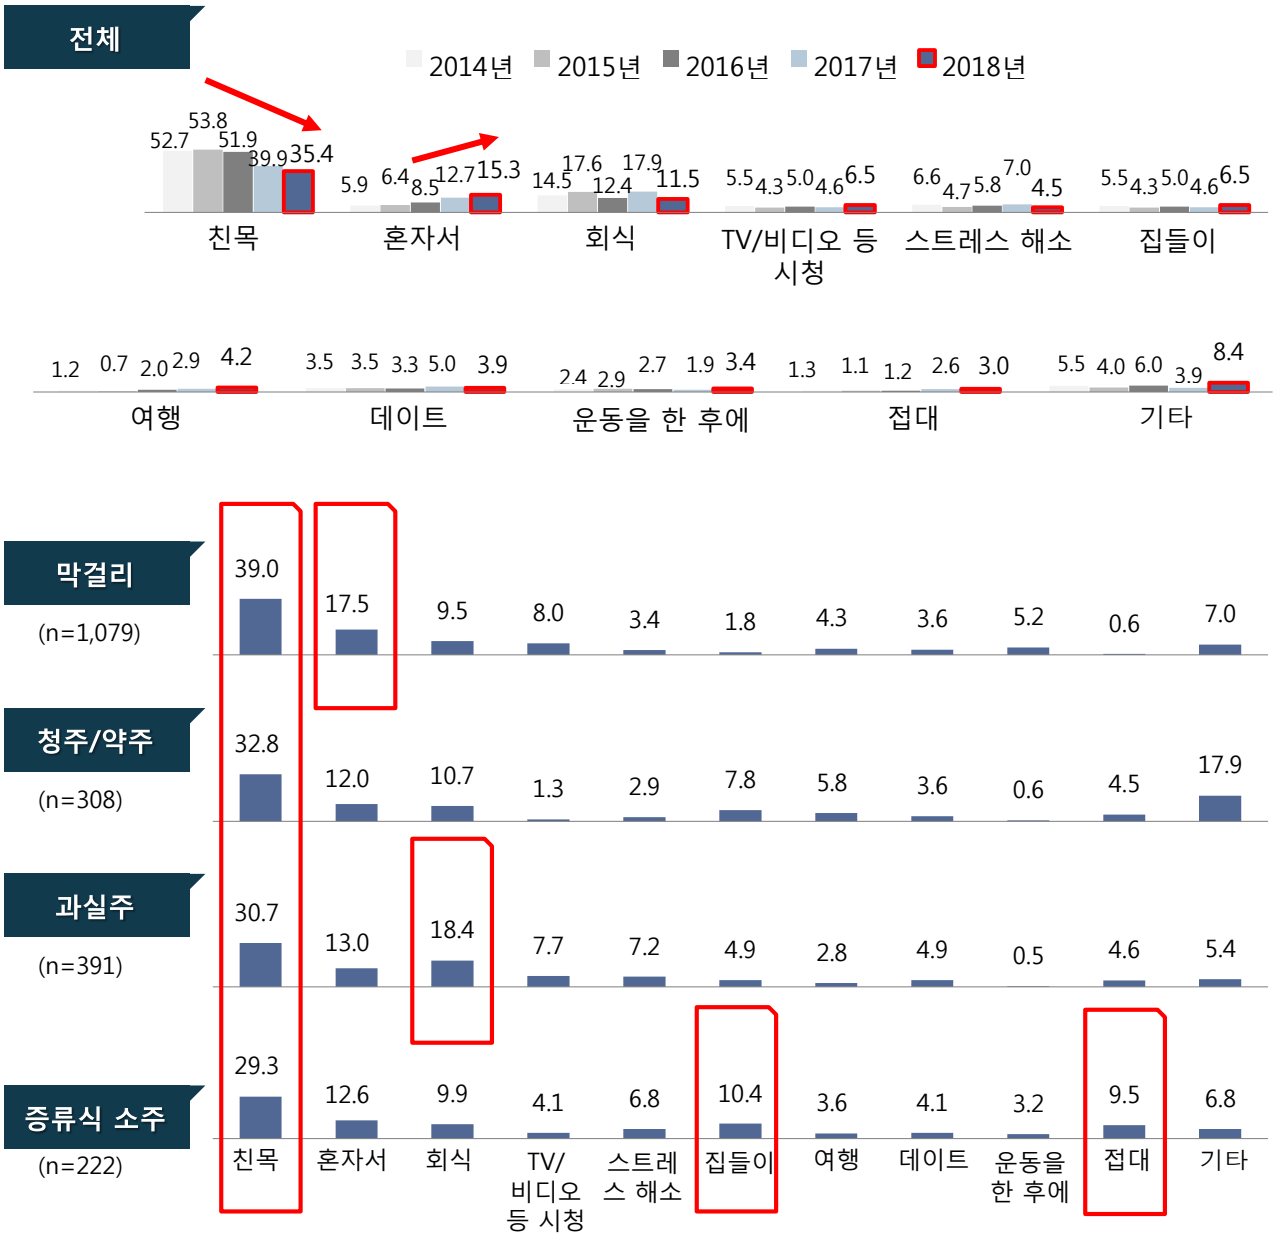 전체
2014년 2015년 2016년 2017년 2018년
52.7 53.8 51.9 39.9 35.4 5.9 6.4 8.5 12.7 15.3 14.5 17.6 12.4 17.9 11.5 5.5 4.3 5.0 4.6 6.5 6.6 4.7 5.8 7.0 4.5 5.5 4.3 5.0 4.6 6.5
친목 혼자서 회식 TV/비디오 등 스트레스 해소 집들이
시청
1.2 0.7 2.0 2.9 4.2 3.5 3.5 3.3 5.0 3.9 2.4 2.9 2.7 1.9 3.4 1.3 1.1 1.2 2.6 3.0 5.5 4.0 6.0 3.9 8.4
여행 데이트 운동을 한 후에 접대 기타
막걸리
(n=1,079)
39.0 17.5 9.5 8.0 3.4 1.8 4.3 3.6 5.2 0.6 7.0
청주/약주
(n=308)
32.8 12.0 10.7 1.3 2.9 7.8 5.8 3.6 0.6 4.5 17.9
과실주
(n=391)
30.7 13.0 18.4 7.7 7.2 4.9 2.8 4.9 0.5 4.6 5.4
증류식 소주
(n=222)
29.3 12.6 9.9 4.1 6.8 10.4 3.6 4.1 3.2 9.5 6.8
친목 혼자서 회식 TV/ 스트레 집들이 여행 데이트 운동을 접대 기타
비디오 스 해소 한 후에
등 시청